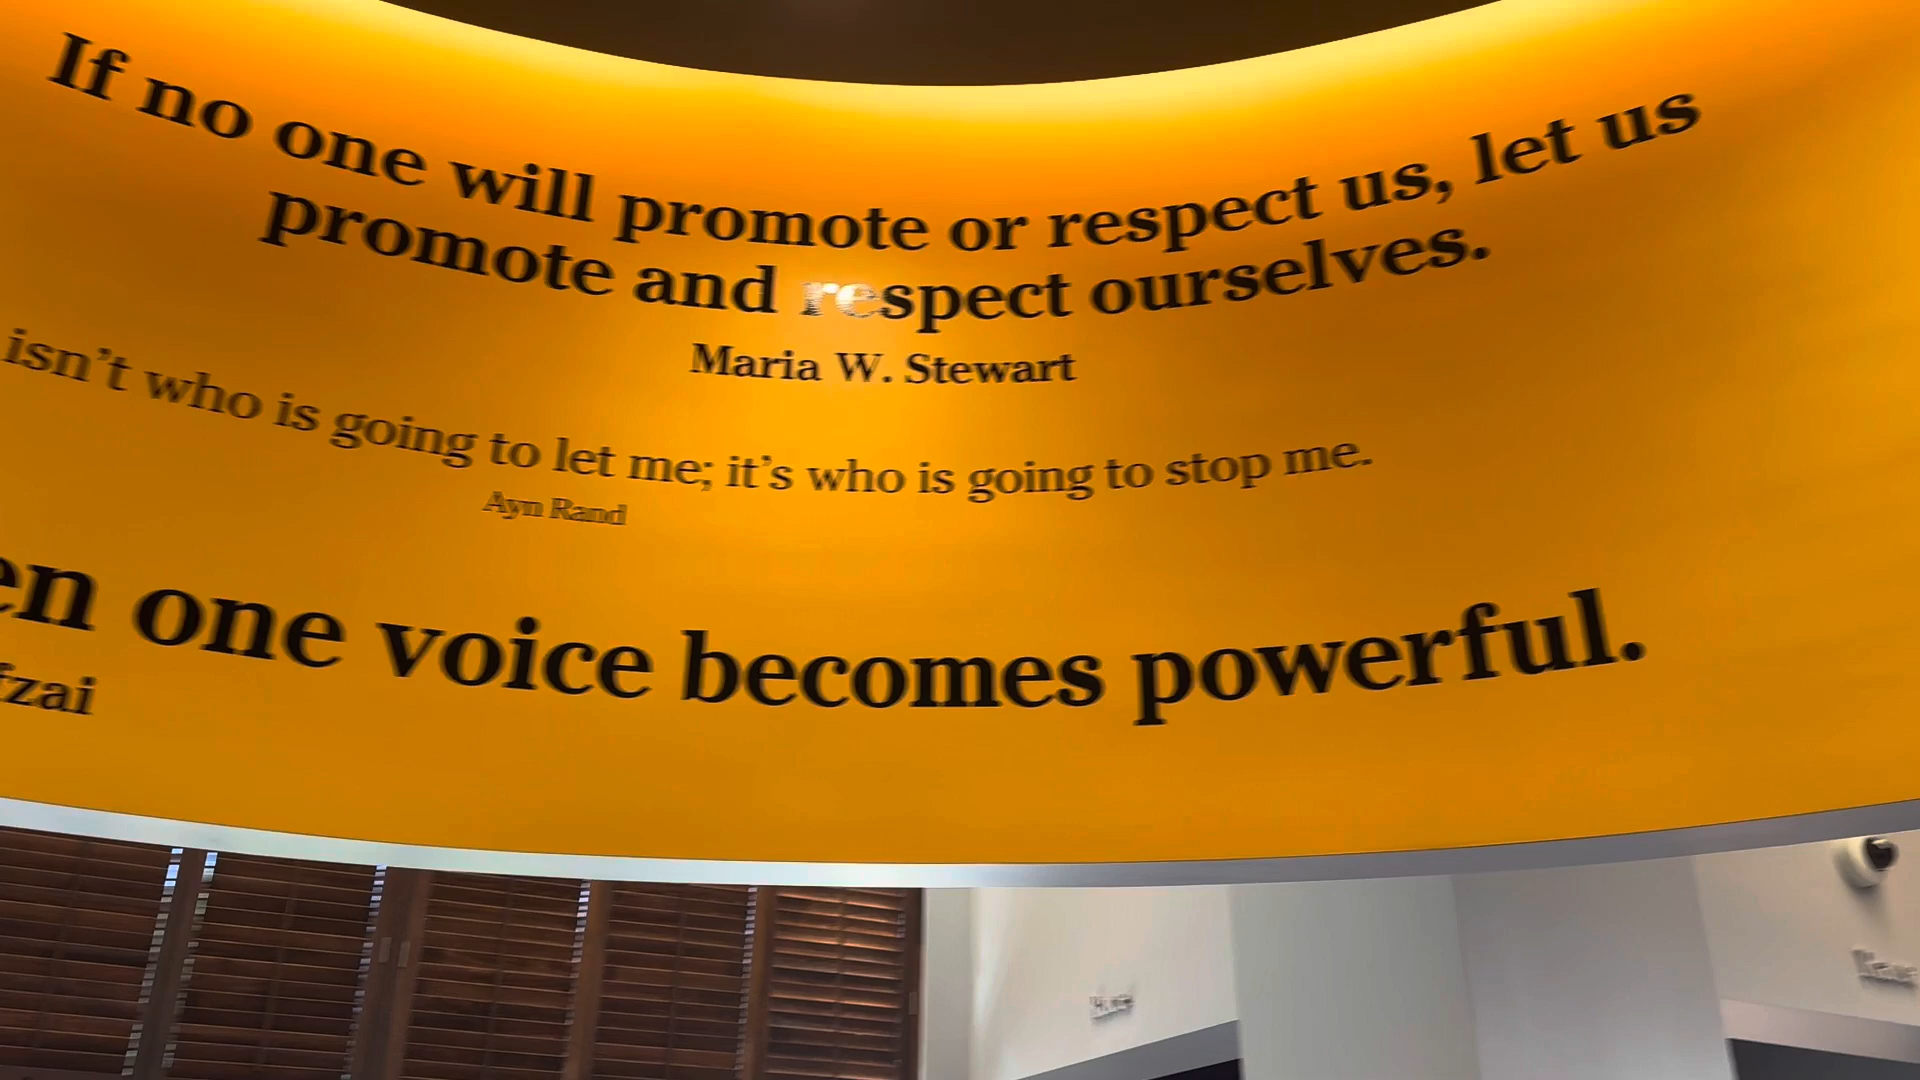 If no one will promote or respect us, let us
promote and respect ourselves.
Maria W. Stewart
isn’t who is going to let me; it’s who is going to stop me.
Ayn Rand
en one voice becomes powerful.
fzai